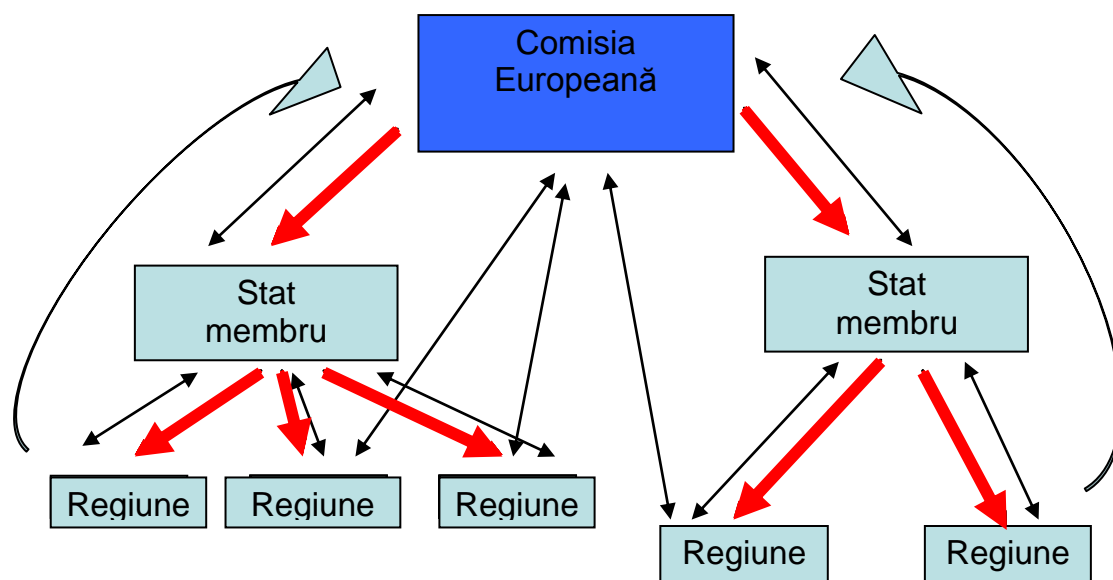 Comisia
Europeană
Stat
membru
Stat
membru
Regiune
Regiune
Regiune
Regiune
Regiune